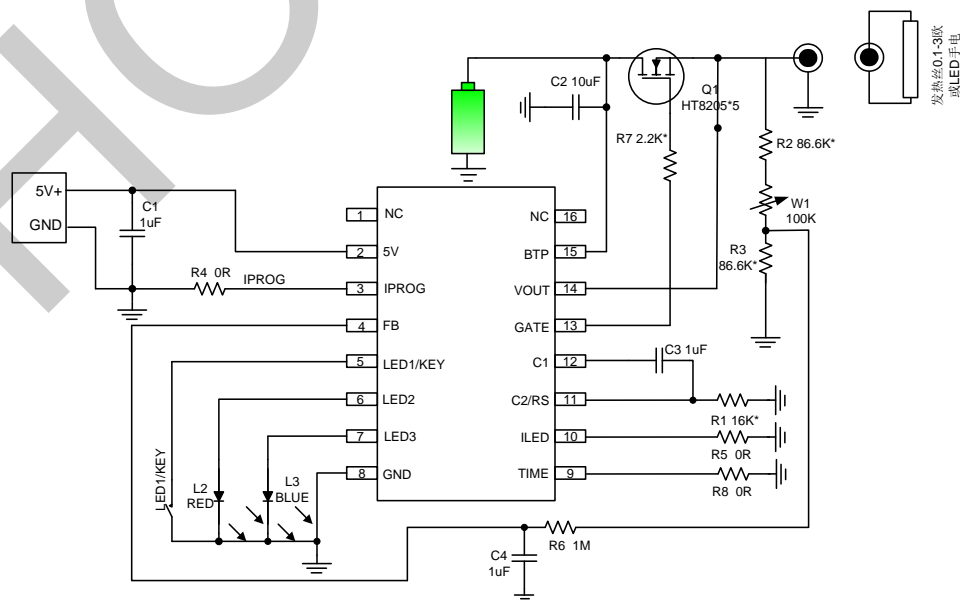 发热丝0.1-3欧
或LED手电
C2 10uF
Q1
HT8205*5
R7 2.2K*
R2 86.6K*
W1
100K
R3
86.6K*
5V+
GND
C1
1uF
R4 0R
IPROG
1 NC
2 5V
3 IPROG
4 FB
5 LED1/KEY
6 LED2
7 LED3
8 GND
NC 16
BTP 15
VOUT 14
GATE 13
C1 12
C2/RS 11
ILED 10
TIME 9
C3 1uF
R1 16K*
R5 0R
R8 0R
LED1/KEY
L2
RED
L3
BLUE
R6 1M
C4
1uF